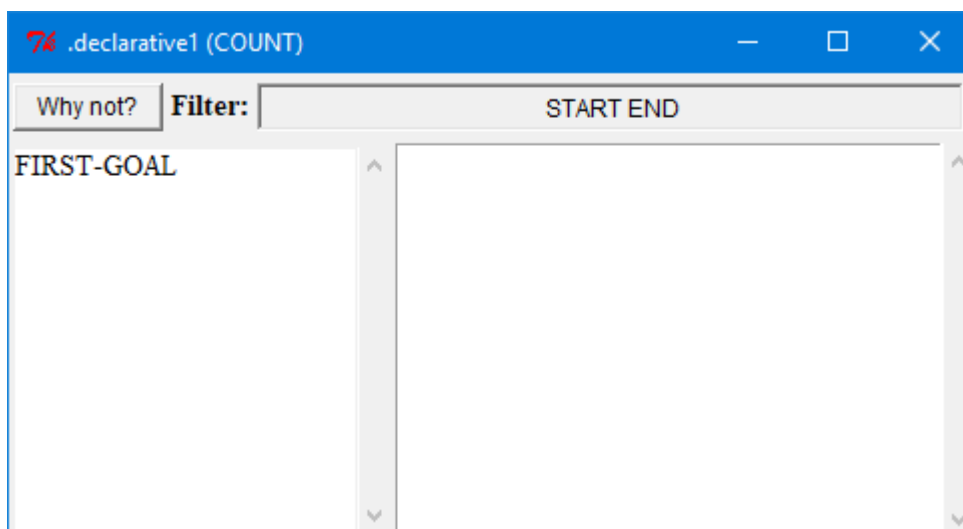 .declarative1 (COUNT)
Why not? Filter: START END
FIRST-GOAL